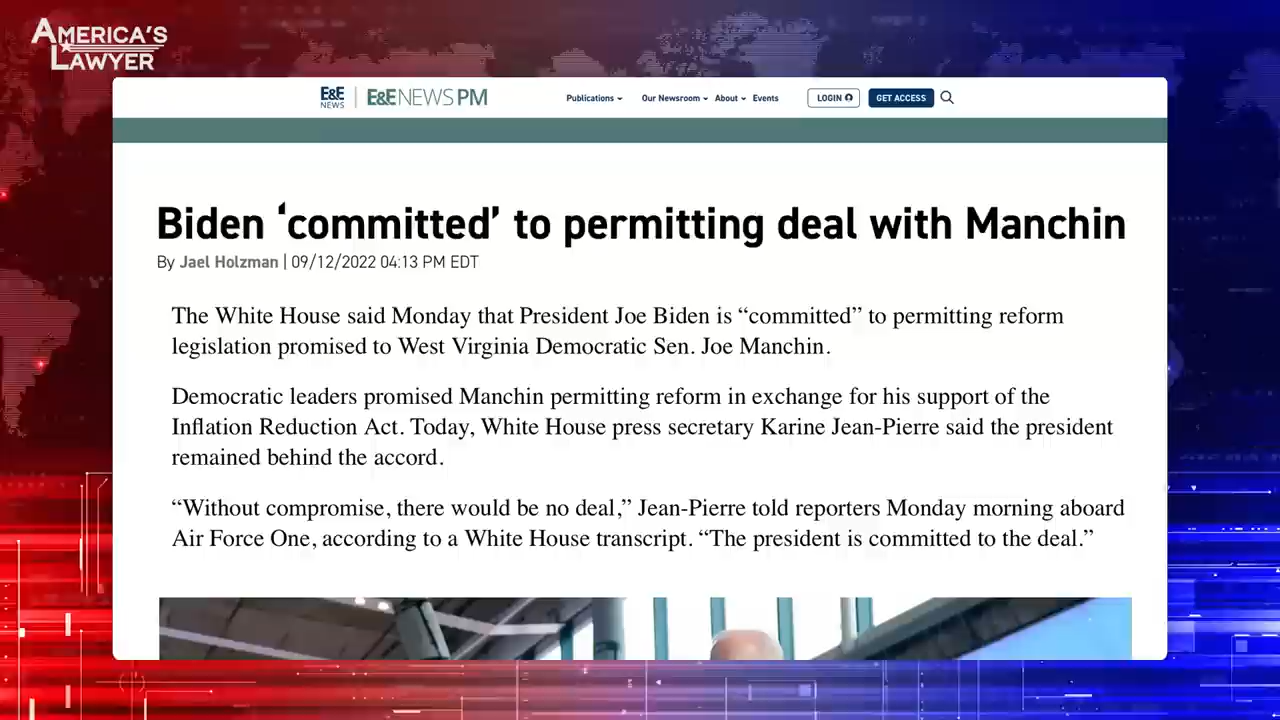 AMERICA'S
LAWYER
E&E
NEWS
E&E NEWS PM
Publications
Our Newsroom
About
Events
LOGIN
GET ACCESS
Biden ‘committed’ to permitting deal with Manchin
By Jael Holzman | 09/12/2022 04:13 PM EDT
The White House said Monday that President Joe Biden is “committed” to permitting reform
legislation promised to West Virginia Democratic Sen. Joe Manchin.
Democratic leaders promised Manchin permitting reform in exchange for his support of the
Inflation Reduction Act. Today, White House press secretary Karine Jean-Pierre said the president
remained behind the accord.
“Without compromise, there would be no deal,” Jean-Pierre told reporters Monday morning aboard
Air Force One, according to a White House transcript. “The president is committed to the deal.”